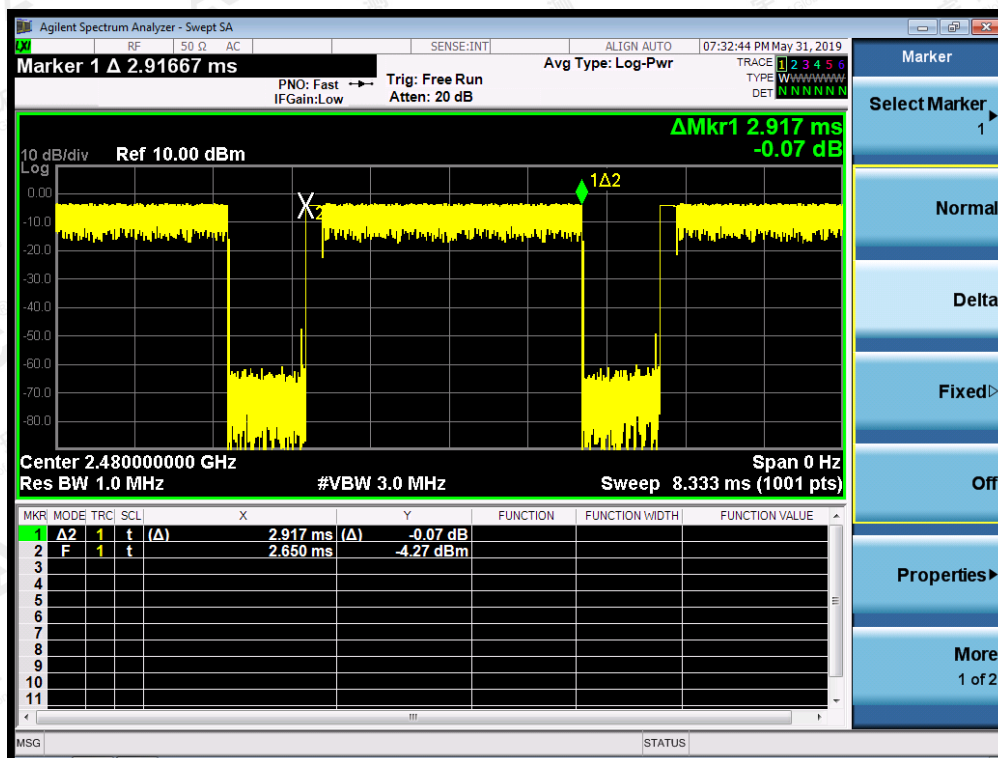 Agilent Spectrum Analyzer - Swept SA
LXI RF 50 Ω AC SENSE:INT ALIGN AUTO 07:32:44 PM May 31, 2019
Marker 1 Δ 2.91667 ms
PNO: Fast
IFGain:Low
Trig: Free Run
Atten: 20 dB
Avg Type: Log-Pwr
TRACE 1 2 3 4 5 6
TYPE WWWWWWW
DET N N N N N N
ΔMkr1 2.917 ms
-0.07 dB
10 dB/div Ref 10.00 dBm
Log
0.00
-10.0
-20.0
-30.0
-40.0
-50.0
-60.0
-70.0
-80.0
X2
1Δ2
Center 2.480000000 GHz Span 0 Hz
Res BW 1.0 MHz #VBW 3.0 MHz Sweep 8.333 ms (1001 pts)
MKR MODE TRC SCL X Y FUNCTION FUNCTION WIDTH FUNCTION VALUE
1 Δ2 1 t (Δ) 2.917 ms (Δ) -0.07 dB
2 F 1 t 2.650 ms -4.27 dBm
3
4
5
6
7
8
9
10
11
MSG STATUS
Marker
Select Marker
1
Normal
Delta
Fixed
Off
Properties
More
1 of 2